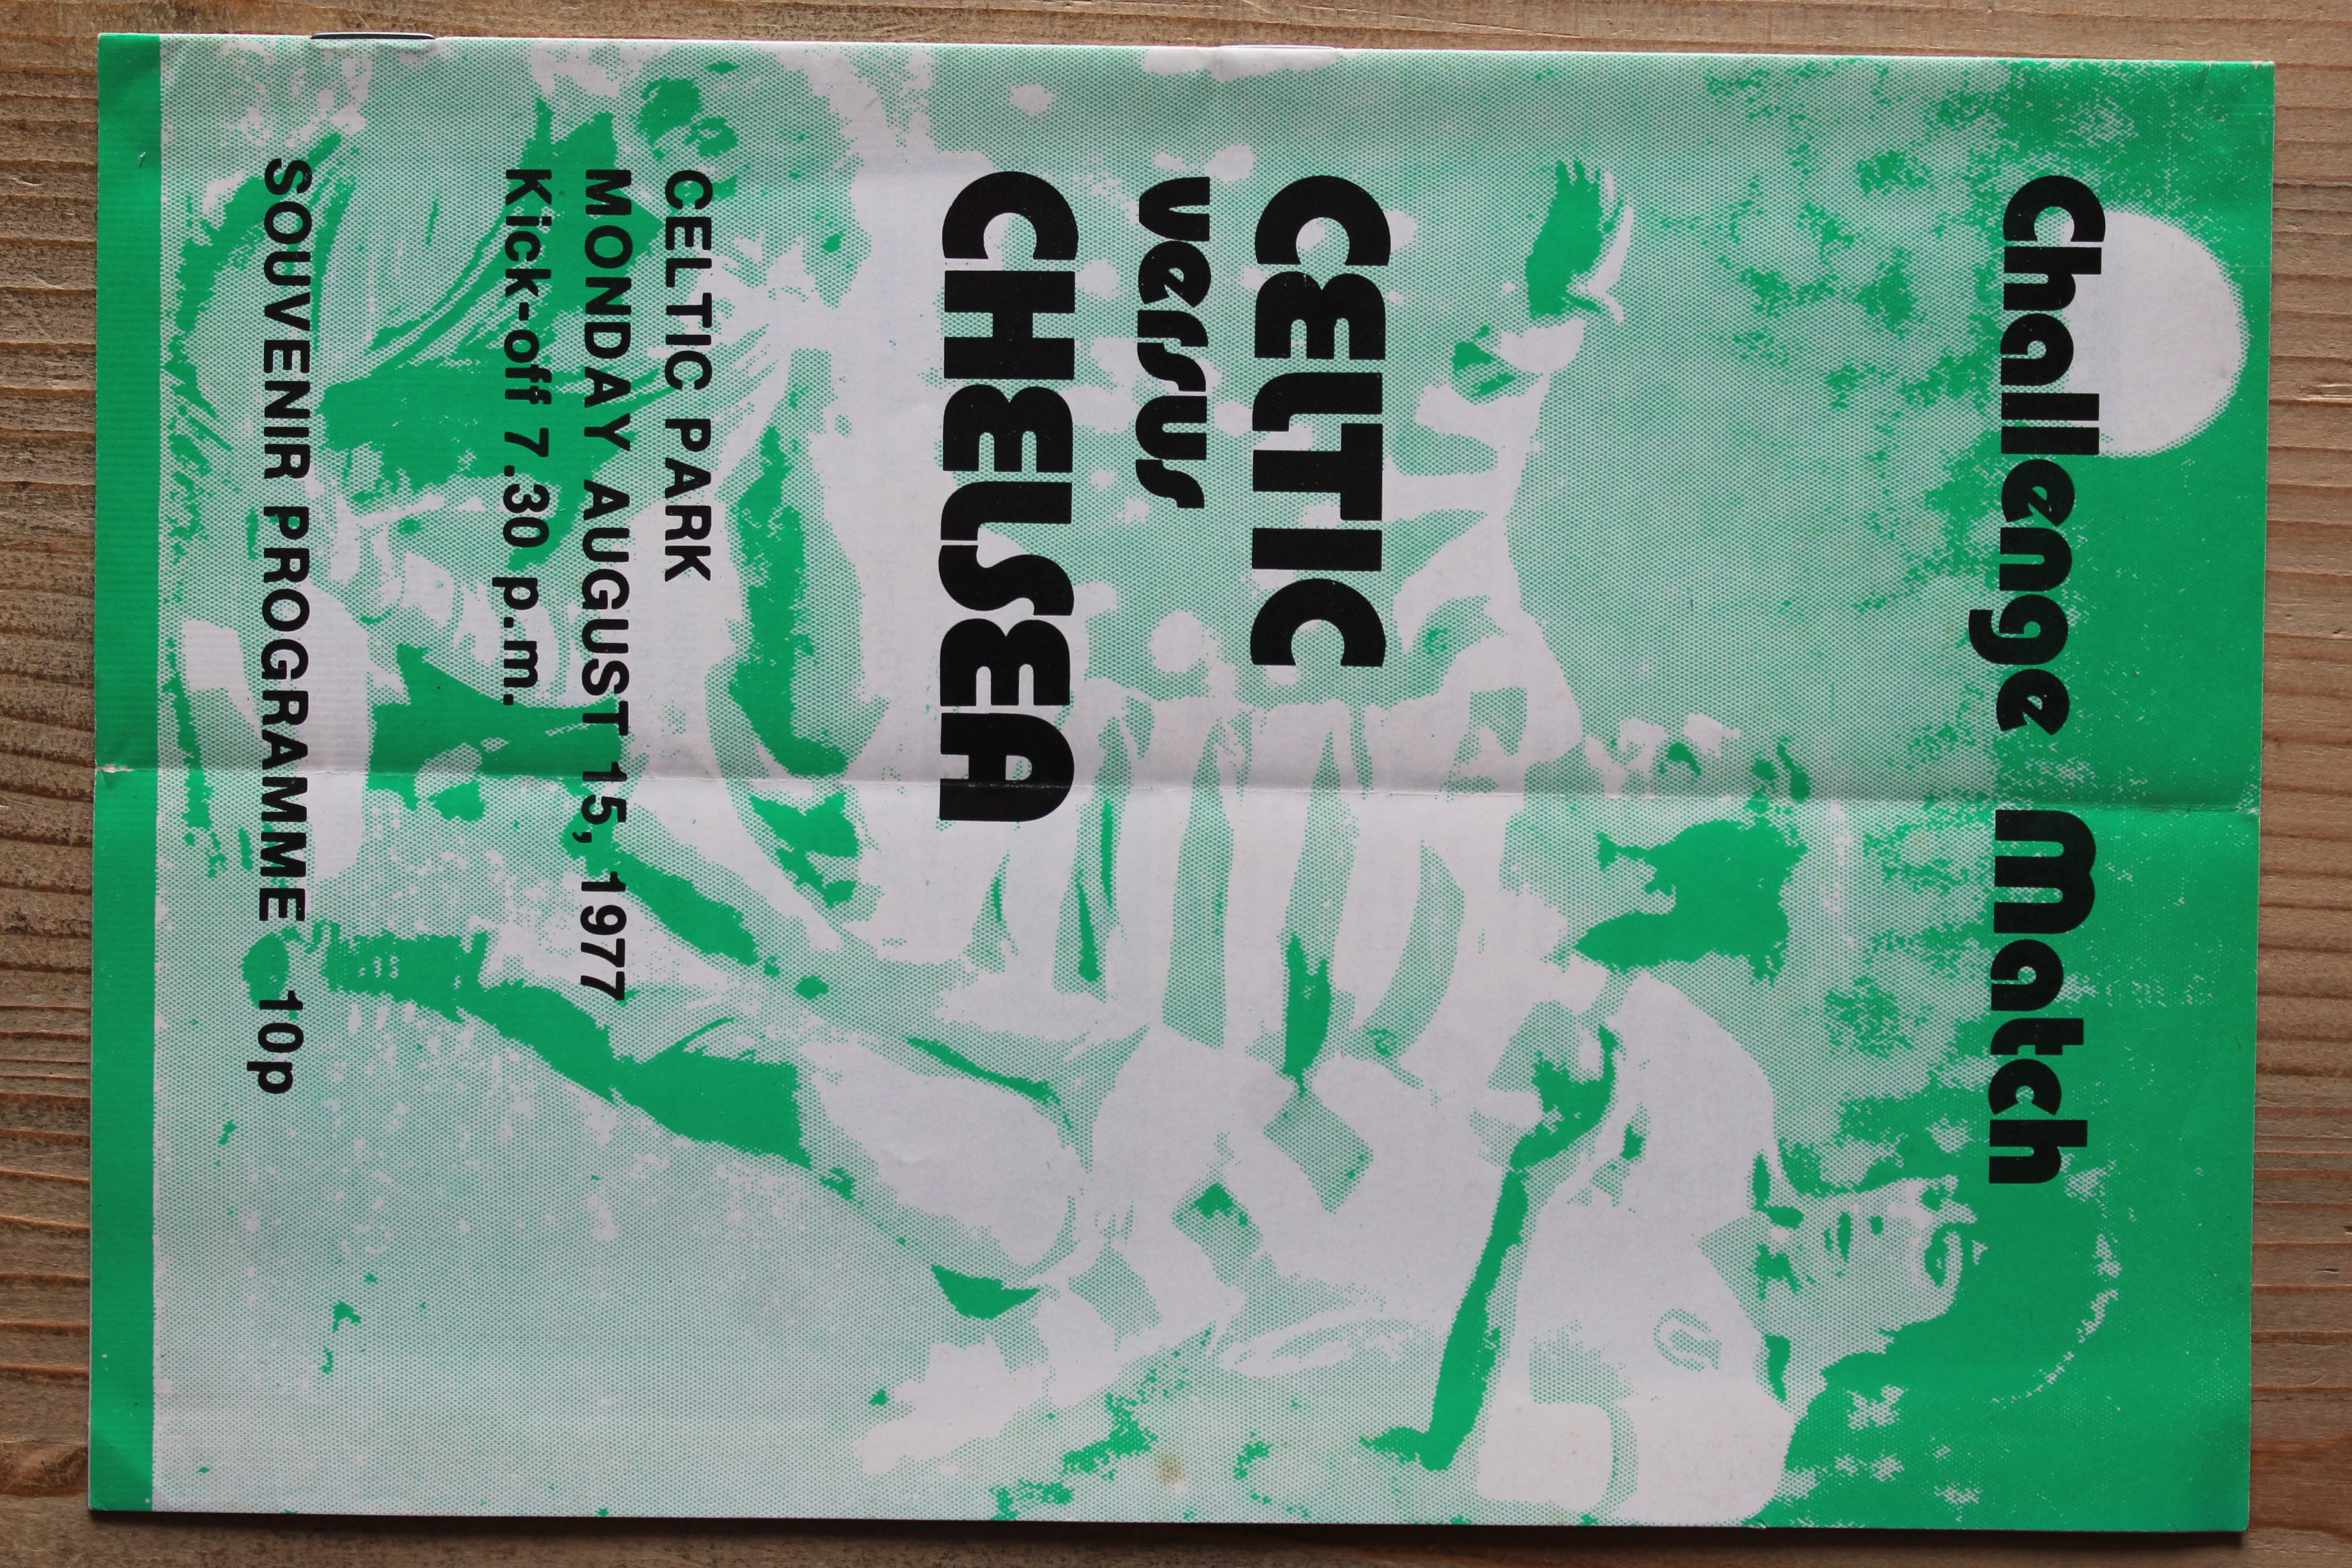 Challenge Match
CELTIC
versus
CHELSEA
CELTIC PARK
MONDAY AUGUST 15, 1977
Kick-off 7.30 p.m.
SOUVENIR PROGRAMME 10p